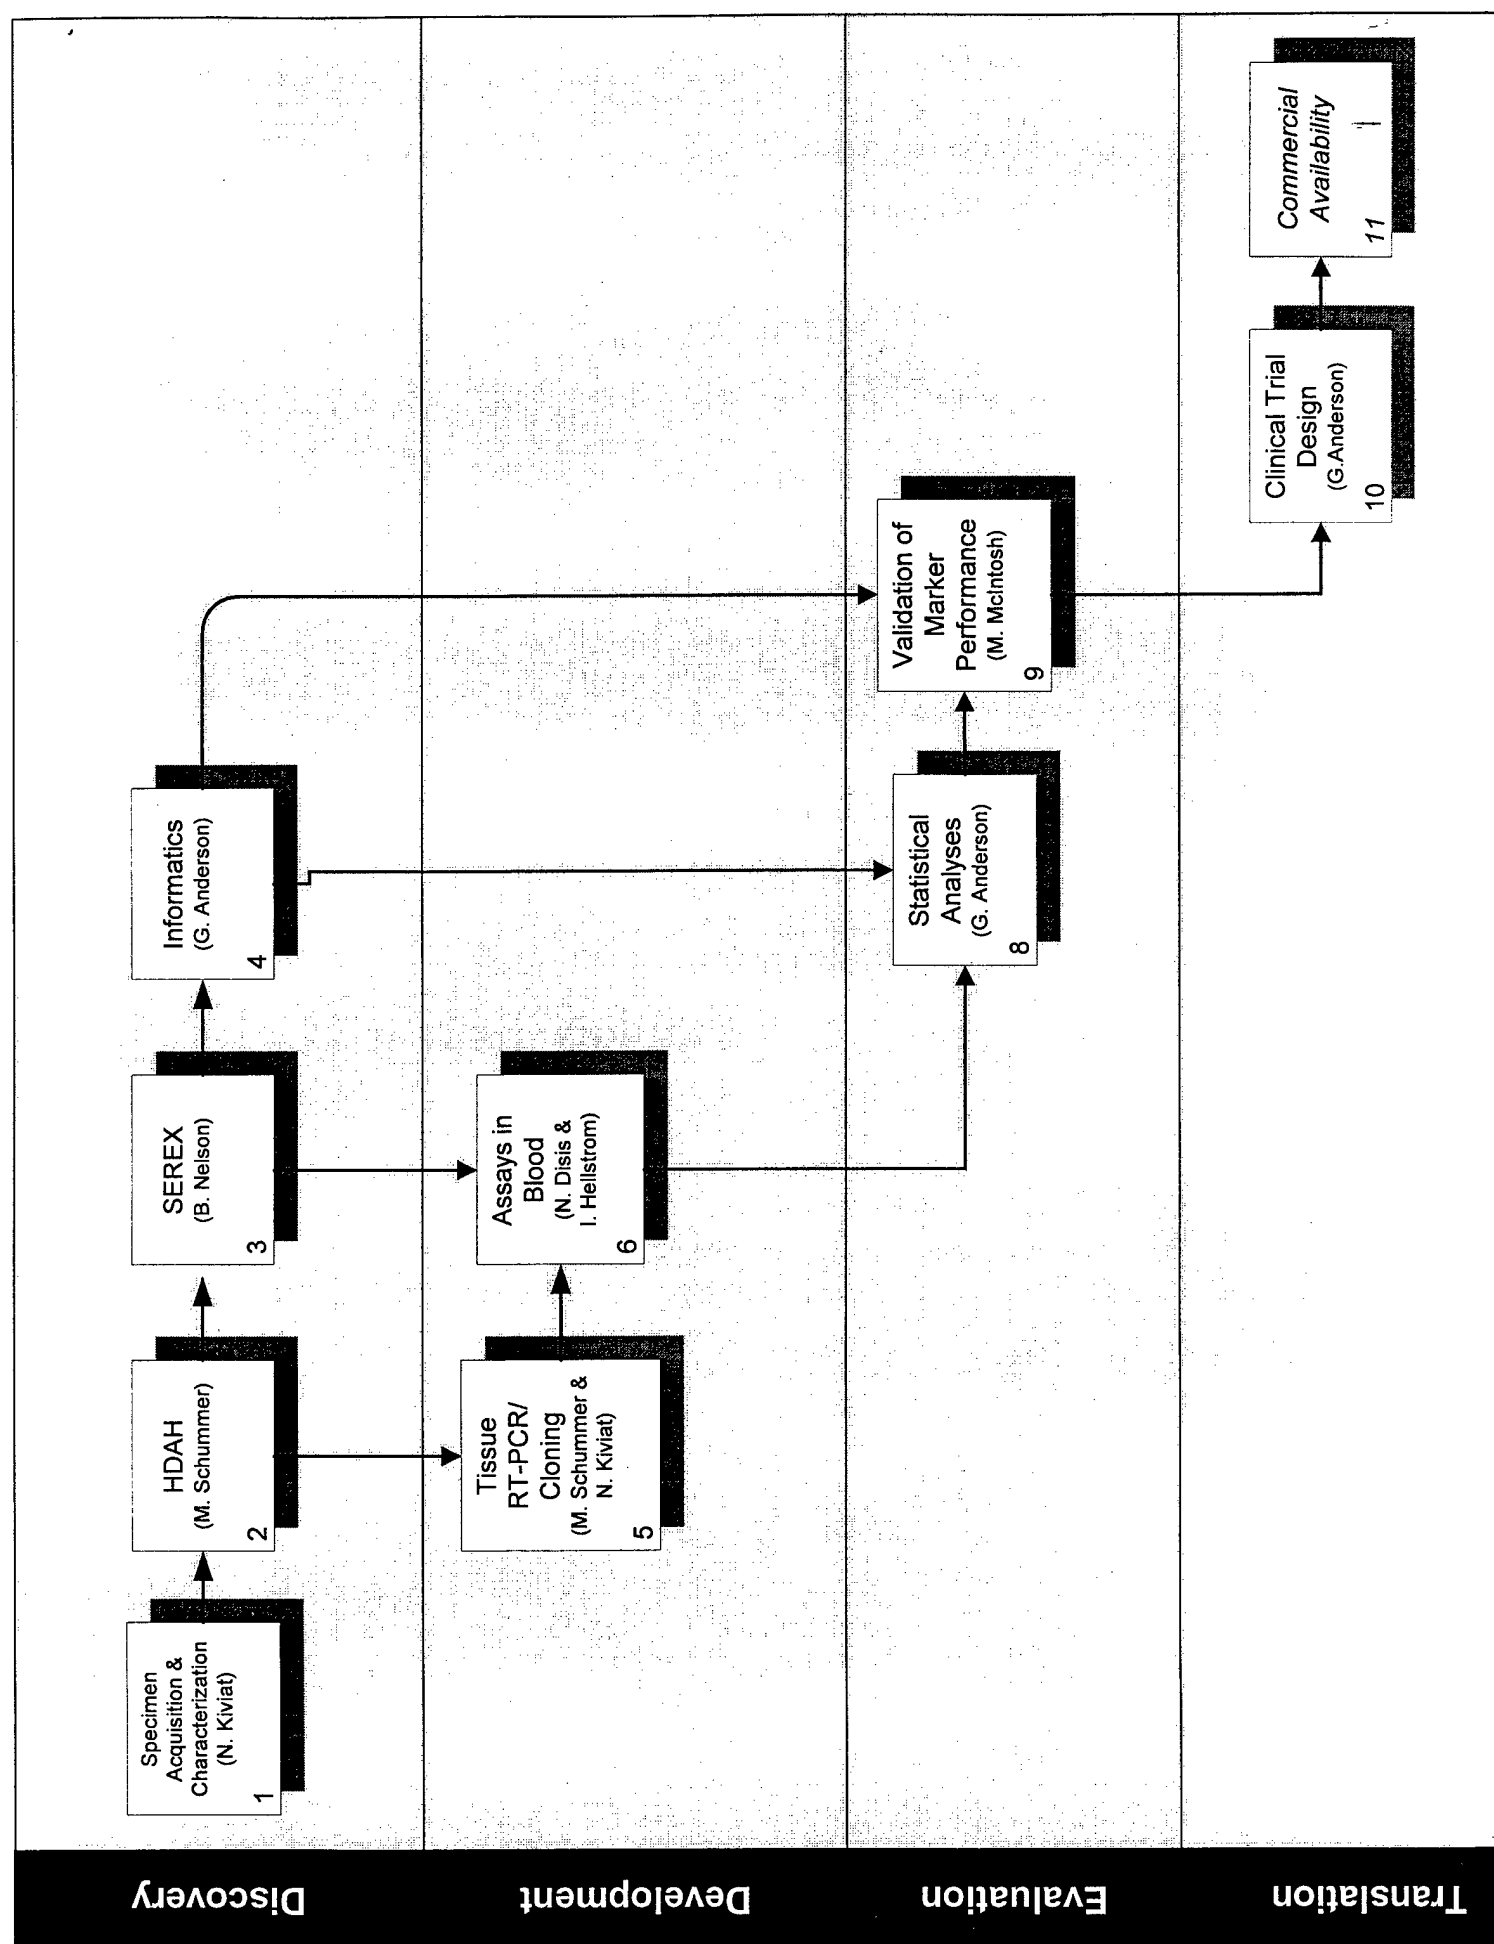 Discovery
Specimen
Acquisition &
Characterization
(N. Kiviat)
1
HDAH
(M. Schummer)
2
SEREX
(B. Nelson)
3
Informatics
(G. Anderson)
4
Development
Tissue
RT-PCR/
Cloning
(M. Schummer &
N. Kiviat)
5
Assays in
Blood
(N. Disis &
I. Hellstrom)
6
Evaluation
Statistical
Analyses
(G. Anderson)
8
Validation of
Marker
Performance
(M. McIntosh)
9
Translation
Clinical Trial
Design
(G.Anderson)
10
Commercial
Availability
11